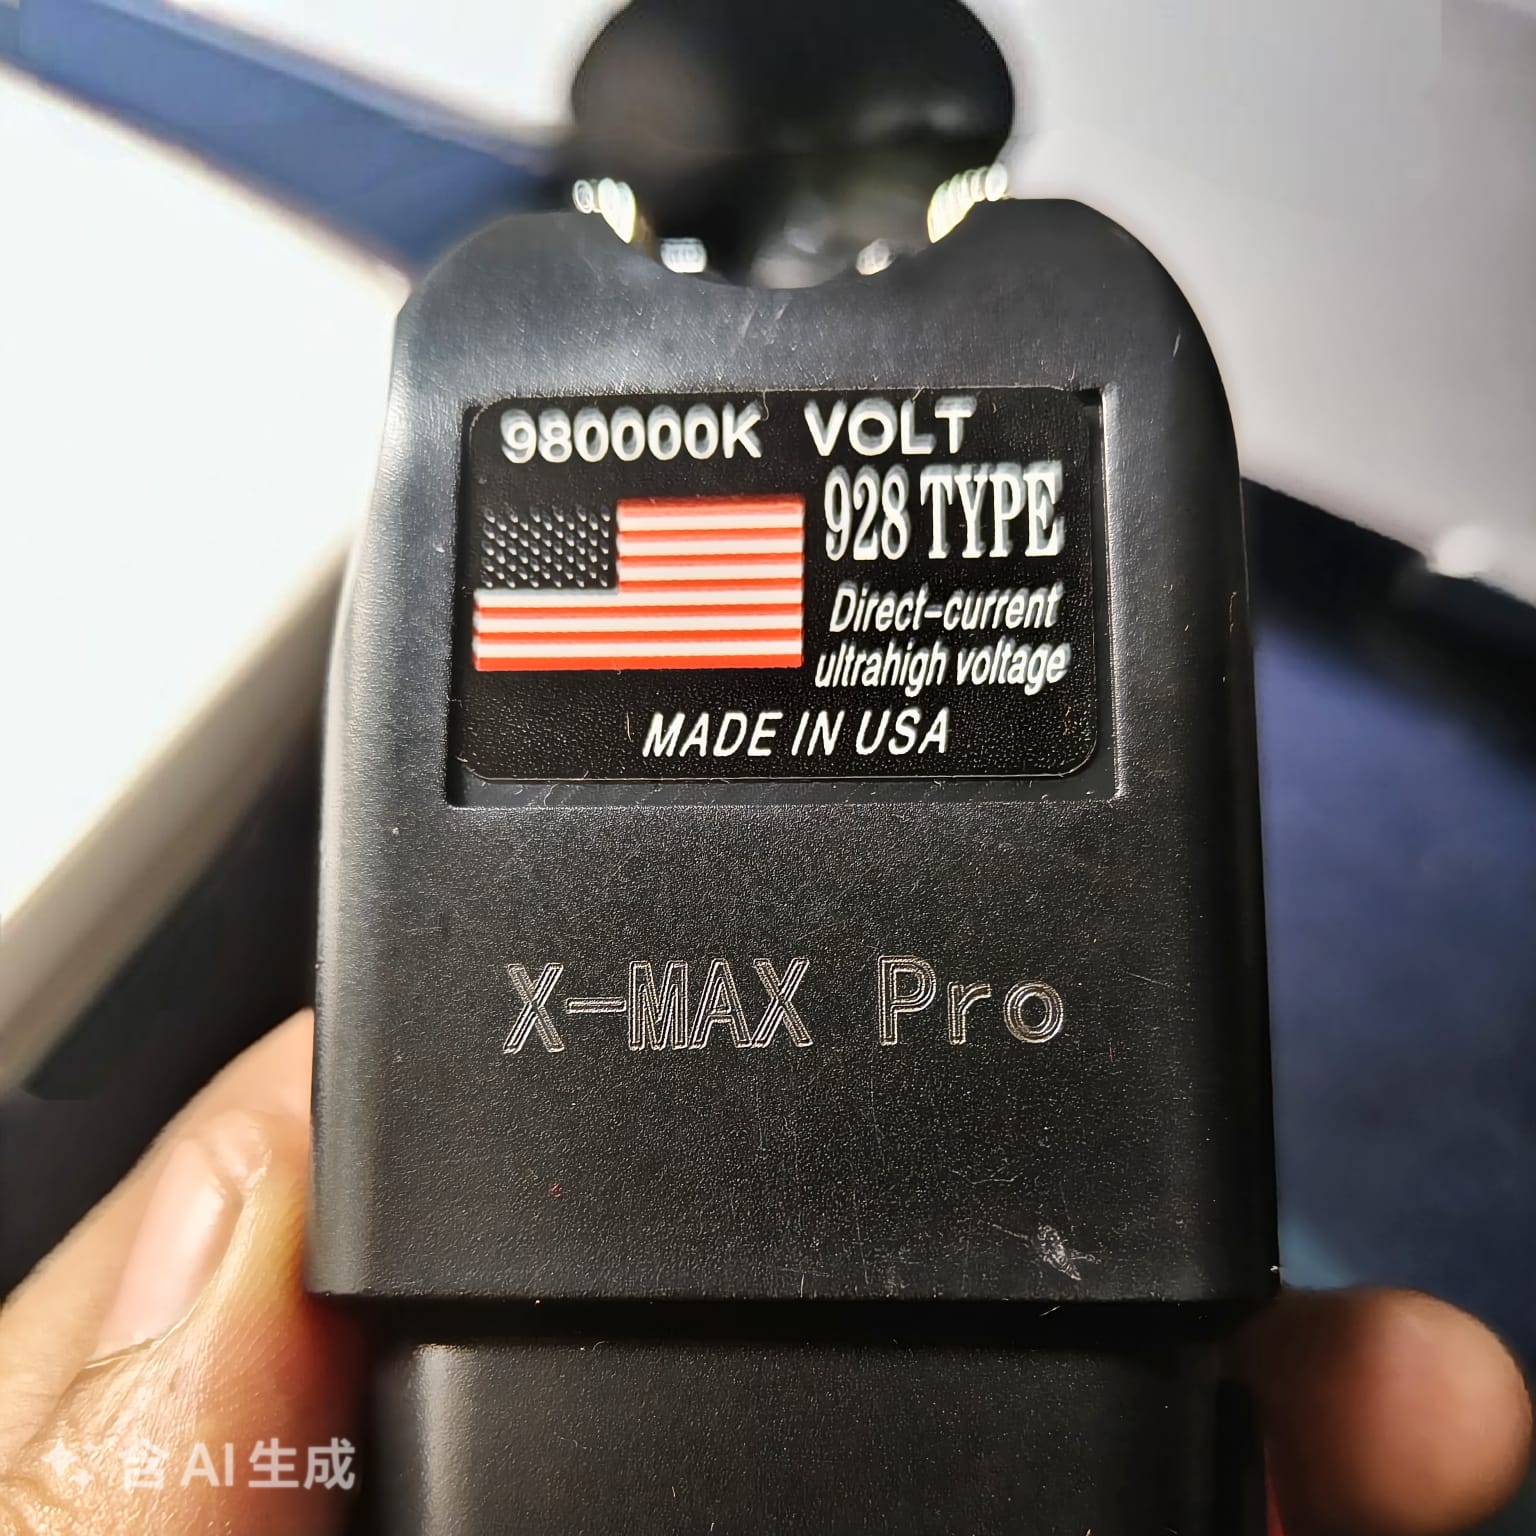 980000K VOLT
928 TYPE
Direct-current
ultrahigh voltage
MADE IN USA
X-MAX Pro
含 AI 生成